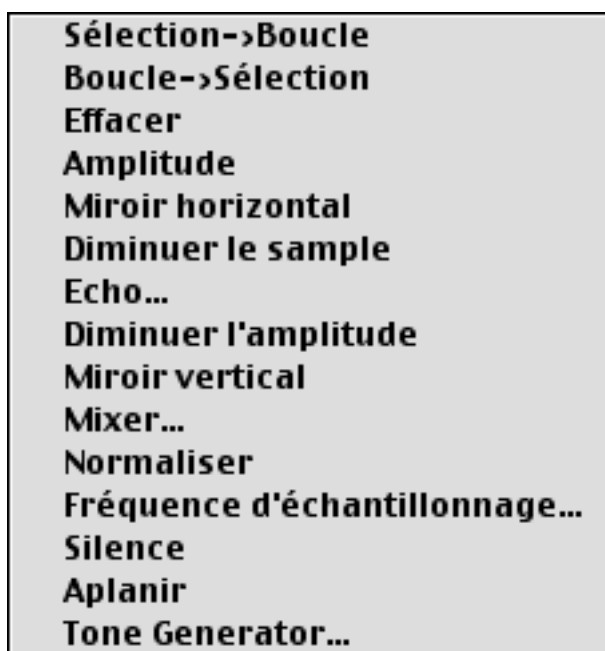 Sélection->Boucle
Boucle->Sélection
Effacer
Amplitude
Miroir horizontal
Diminuer le sample
Echo...
Diminuer l'amplitude
Miroir vertical
Mixer...
Normaliser
Fréquence d'échantillonnage...
Silence
Aplanir
Tone Generator...